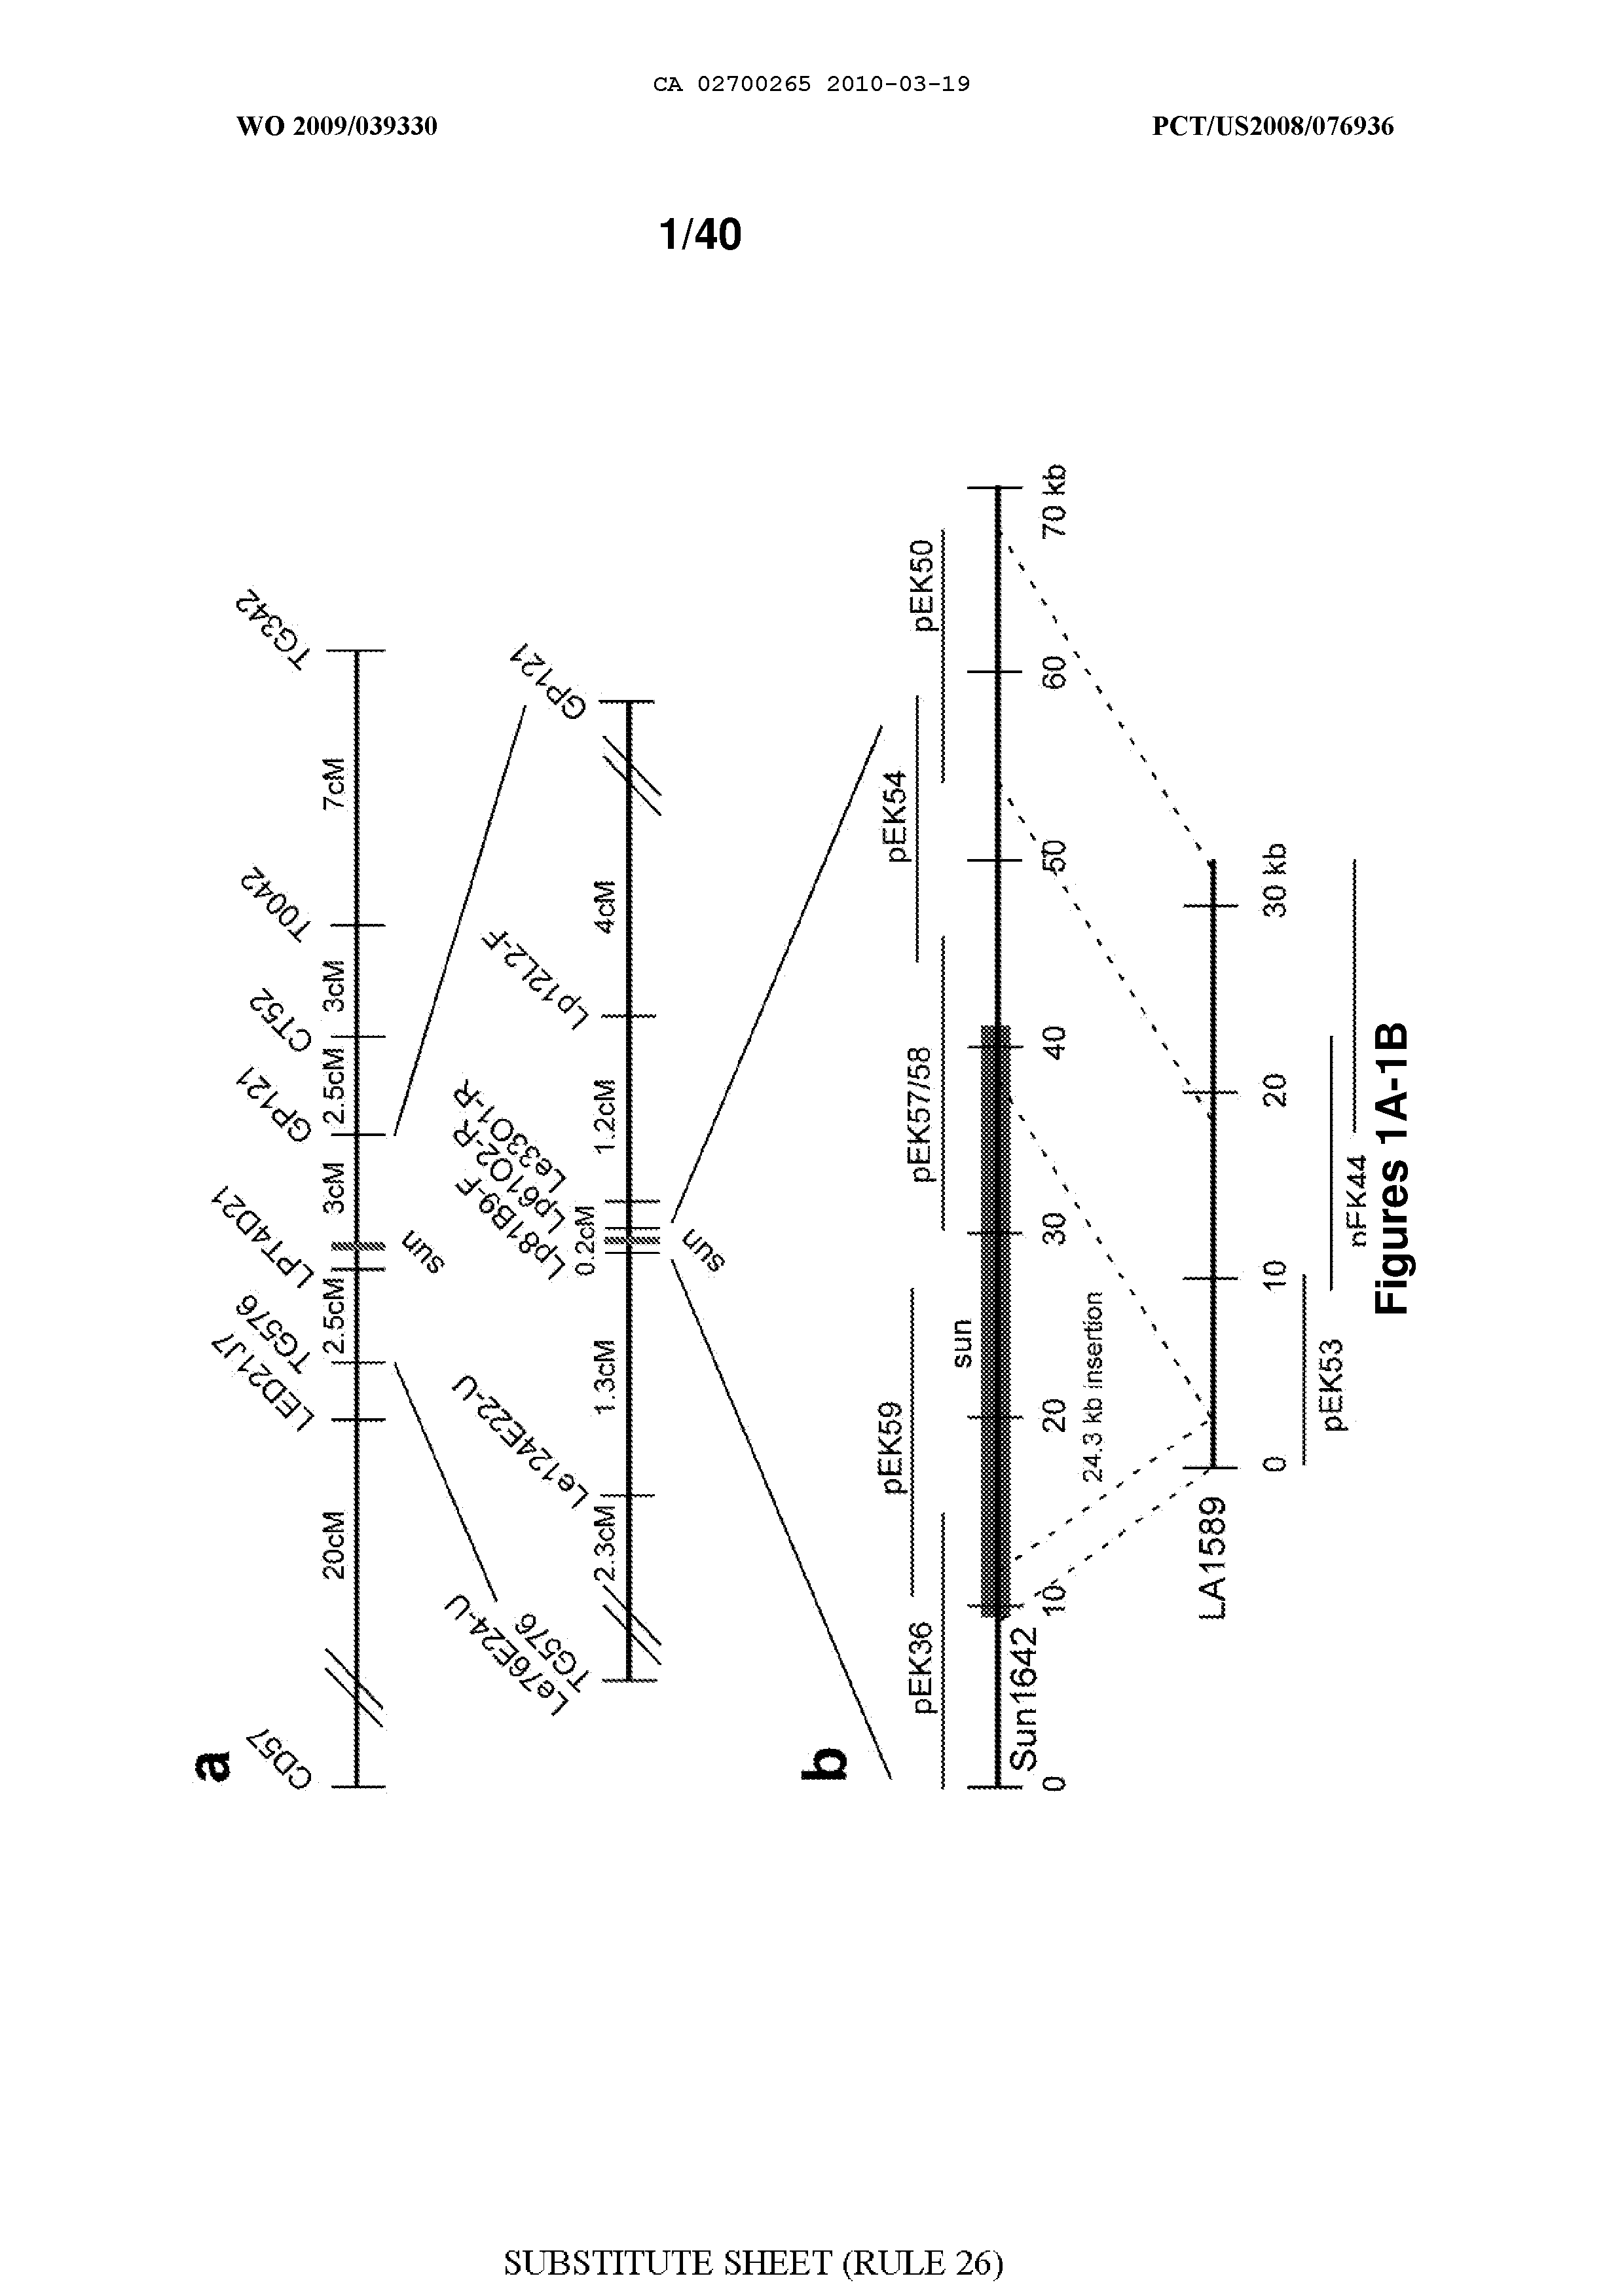 CA 02700265 2010-03-19
WO 2009/039330
PCT/US2008/076936
1/40
a
CD57
20cM
LED21J7
TG576
2.5cM
LPT4D21
sun
3cM
GP121
2.5cM
CT52
3cM
T0042
7cM
TG342
Le76E24-U
TG576
2.3cM
Le124E22-U
1.3cM
Lp81B9-F
0.2cM
sun
Lp61O2-R
Le33O1-R
1.2cM
Lp12L2-F
4cM
GP121
b
pEK36
pEK59
pEK57/58
pEK54
pEK50
sun
Sun1642
0
10
20
30
40
50
60
70 kb
24.3 kb insertion
LA1589
0
10
20
30 kb
pEK53
Figures 1A-1B
SUBSTITUTE SHEET (RULE 26)